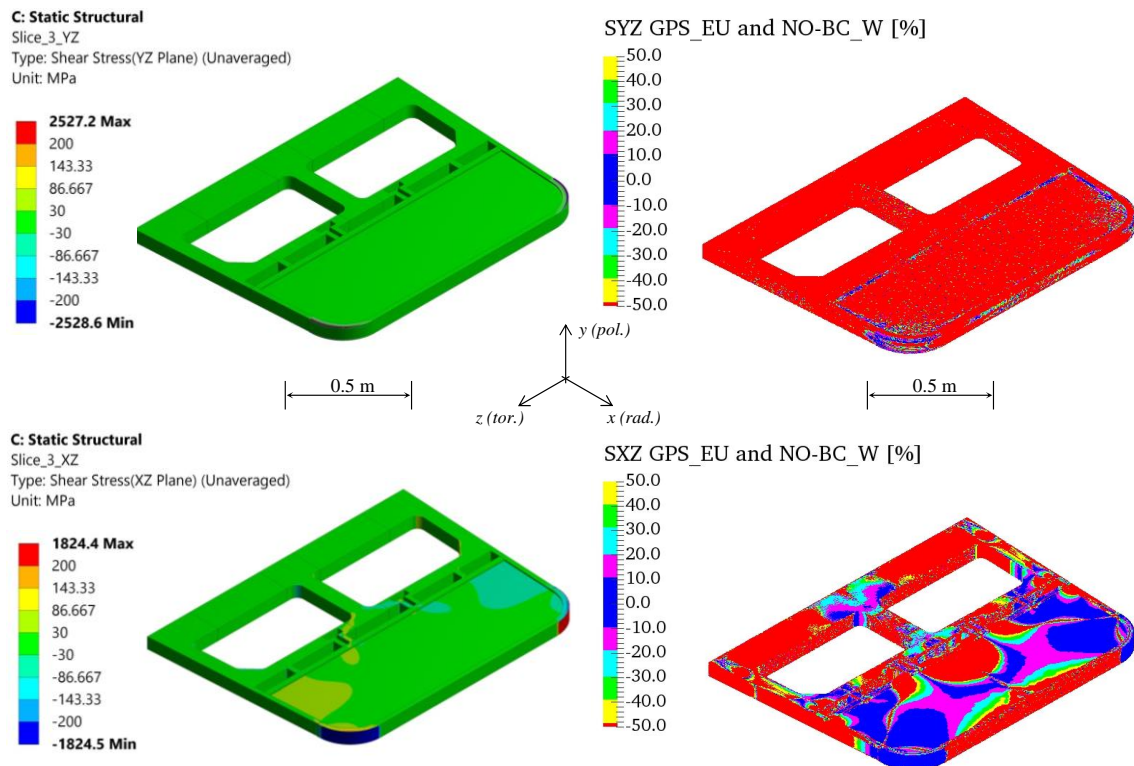 C: Static Structural
Slice_3_YZ
Type: Shear Stress(YZ Plane) (Unaveraged)
Unit: MPa
2527.2 Max
200
143.33
86.667
30
-30
-86.667
-143.33
-200
-2528.6 Min
SYZ GPS_EU and NO-BC_W [%]
50.0
40.0
30.0
20.0
10.0
0.0
-10.0
-20.0
-30.0
-40.0
-50.0
y (pol.)
z (tor.)
x (rad.)
0.5 m
0.5 m
C: Static Structural
Slice_3_XZ
Type: Shear Stress(XZ Plane) (Unaveraged)
Unit: MPa
1824.4 Max
200
143.33
86.667
30
-30
-86.667
-143.33
-200
-1824.5 Min
SXZ GPS_EU and NO-BC_W [%]
50.0
40.0
30.0
20.0
10.0
0.0
-10.0
-20.0
-30.0
-40.0
-50.0